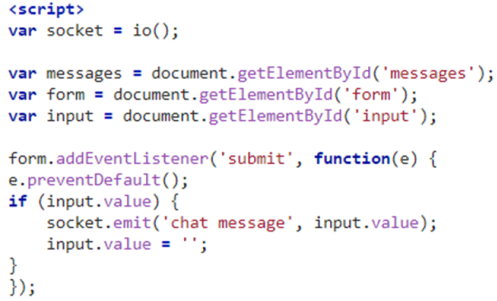 <script>
var socket = io();
var messages = document.getElementById('messages');
var form = document.getElementById('form');
var input = document.getElementById('input');
form.addEventListener('submit', function(e) {
e.preventDefault();
if (input.value) {
    socket.emit('chat message', input.value);
    input.value = '';
}
});